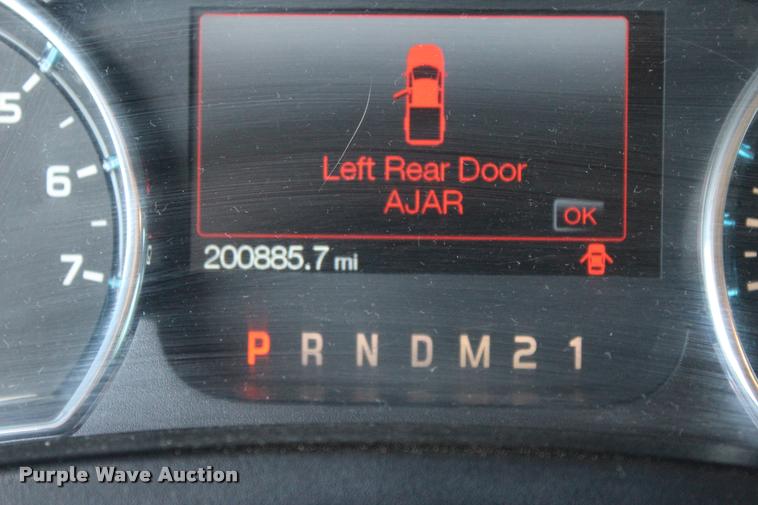 5
6
7
Left Rear Door
AJAR
OK
200885.7 mi
P R N D M 2 1
Purple Wave Auction